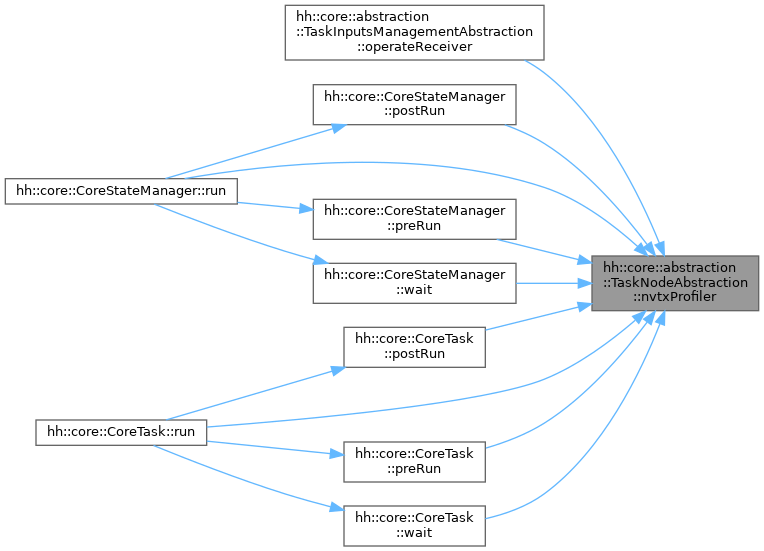 hh::core::abstraction
::TaskInputsManagementAbstraction
::operateReceiver
hh::core::CoreStateManager
::postRun
hh::core::CoreStateManager::run
hh::core::CoreStateManager
::preRun
hh::core::CoreStateManager
::wait
hh::core::abstraction
::TaskNodeAbstraction
::nvtxProfiler
hh::core::CoreTask
::postRun
hh::core::CoreTask::run
hh::core::CoreTask
::preRun
hh::core::CoreTask
::wait